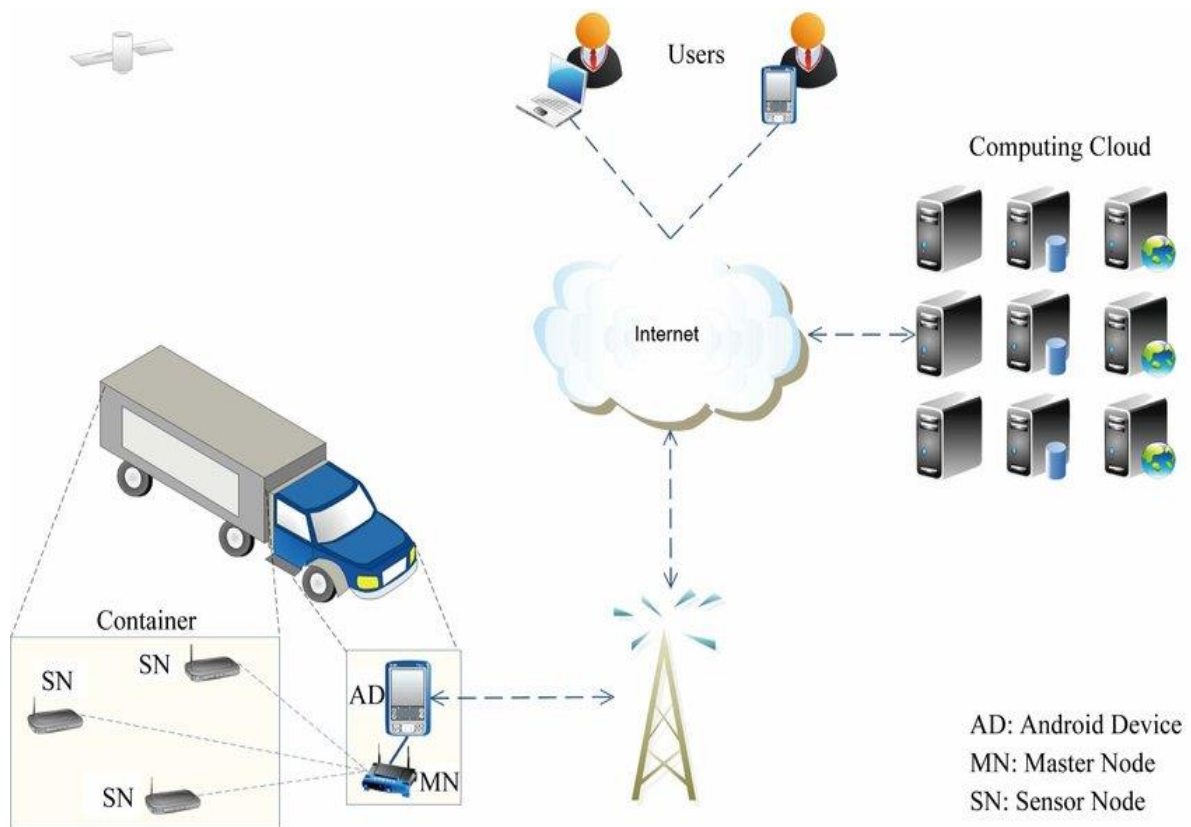 Users
Computing Cloud
Internet
Container
SN
SN
SN
AD
MN
AD: Android Device
MN: Master Node
SN: Sensor Node